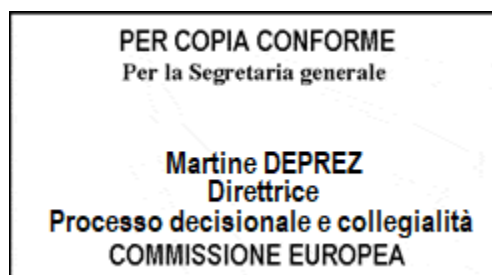 PER COPIA CONFORME
Per la Segretaria generale
Martine DEPREZ
Direttrice
Processo decisionale e collegialità
COMMISSIONE EUROPEA